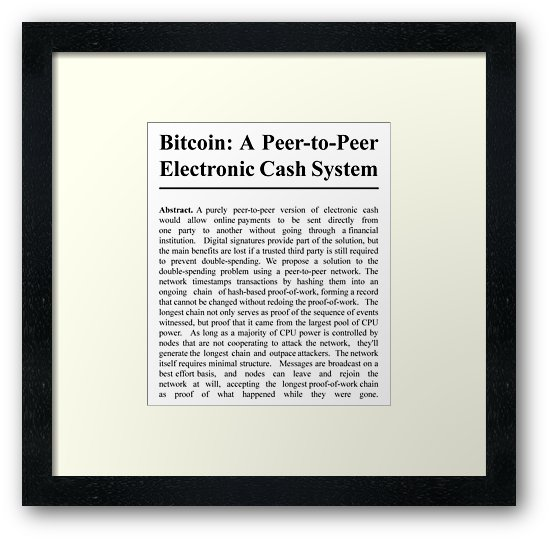 Bitcoin: A Peer-to-Peer
Electronic Cash System
Abstract. A purely peer-to-peer version of electronic cash
would allow online payments to be sent directly from
one party to another without going through a financial
institution. Digital signatures provide part of the solution, but
the main benefits are lost if a trusted third party is still required
to prevent double-spending. We propose a solution to the
double-spending problem using a peer-to-peer network. The
network timestamps transactions by hashing them into an
ongoing chain of hash-based proof-of-work, forming a record
that cannot be changed without redoing the proof-of-work. The
longest chain not only serves as proof of the sequence of events
witnessed, but proof that it came from the largest pool of CPU
power. As long as a majority of CPU power is controlled by
nodes that are not cooperating to attack the network, they'll
generate the longest chain and outpace attackers. The network
itself requires minimal structure. Messages are broadcast on a
best effort basis, and nodes can leave and rejoin the
network at will, accepting the longest proof-of-work chain
as proof of what happened while they were gone.